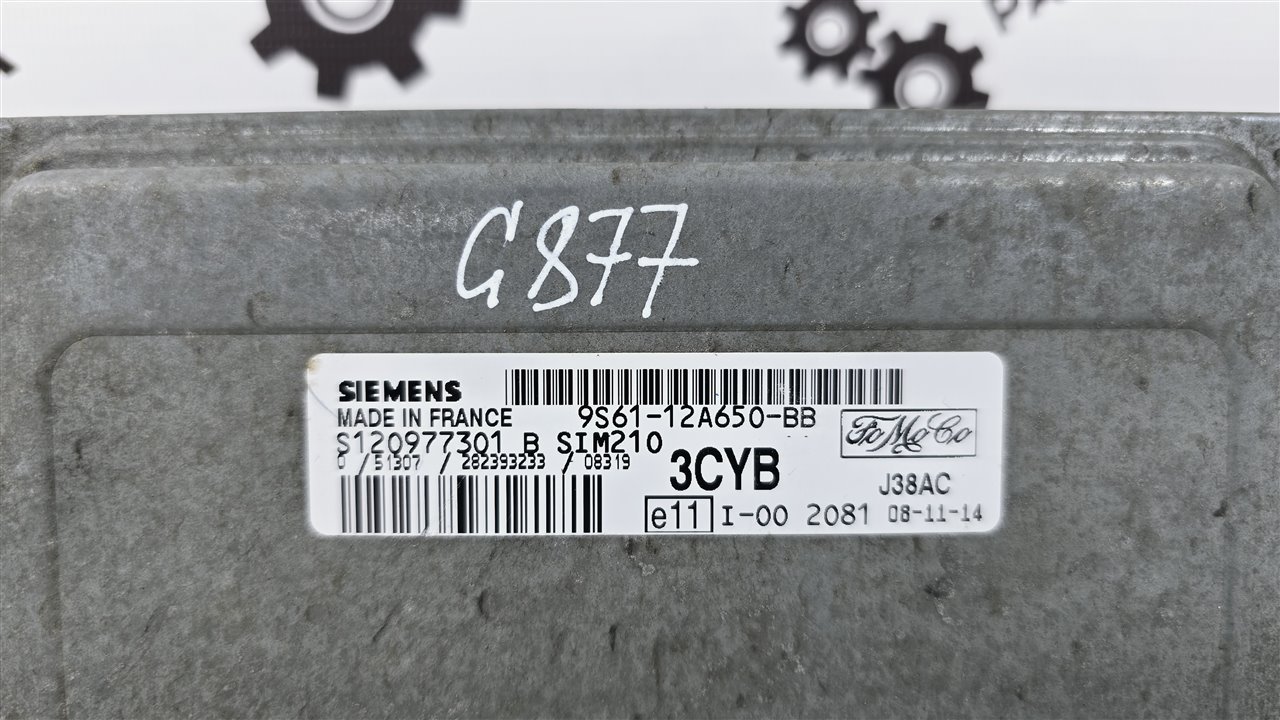 G877
SIEMENS
MADE IN FRANCE 9S61-12A650-BB
S120977301 B SIM210
FoMoCo
0 / 51307 / 282393233 / 08319
3CYB
J38AC
e11 I-00 2081 08-11-14